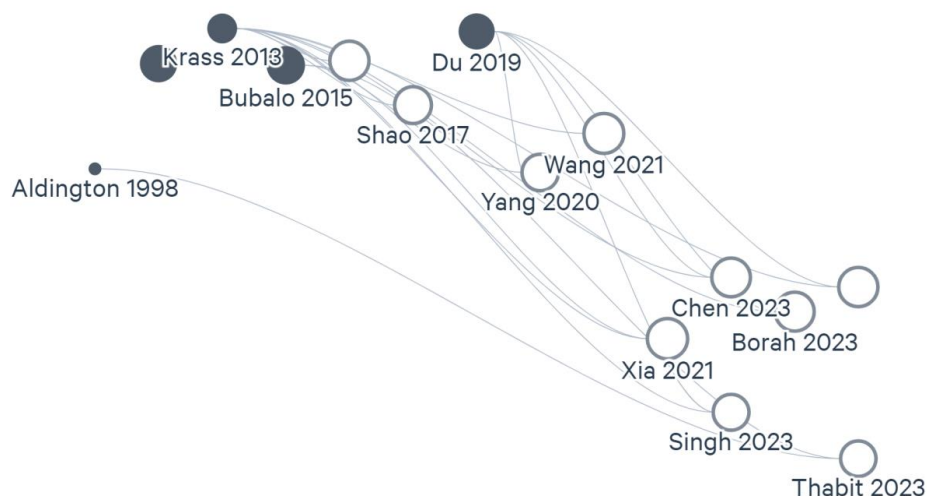 Krass 2013
Du 2019
Bubalo 2015
Shao 2017
Wang 2021
Aldington 1998
Yang 2020
Chen 2023
Borah 2023
Xia 2021
Singh 2023
Thabit 2023